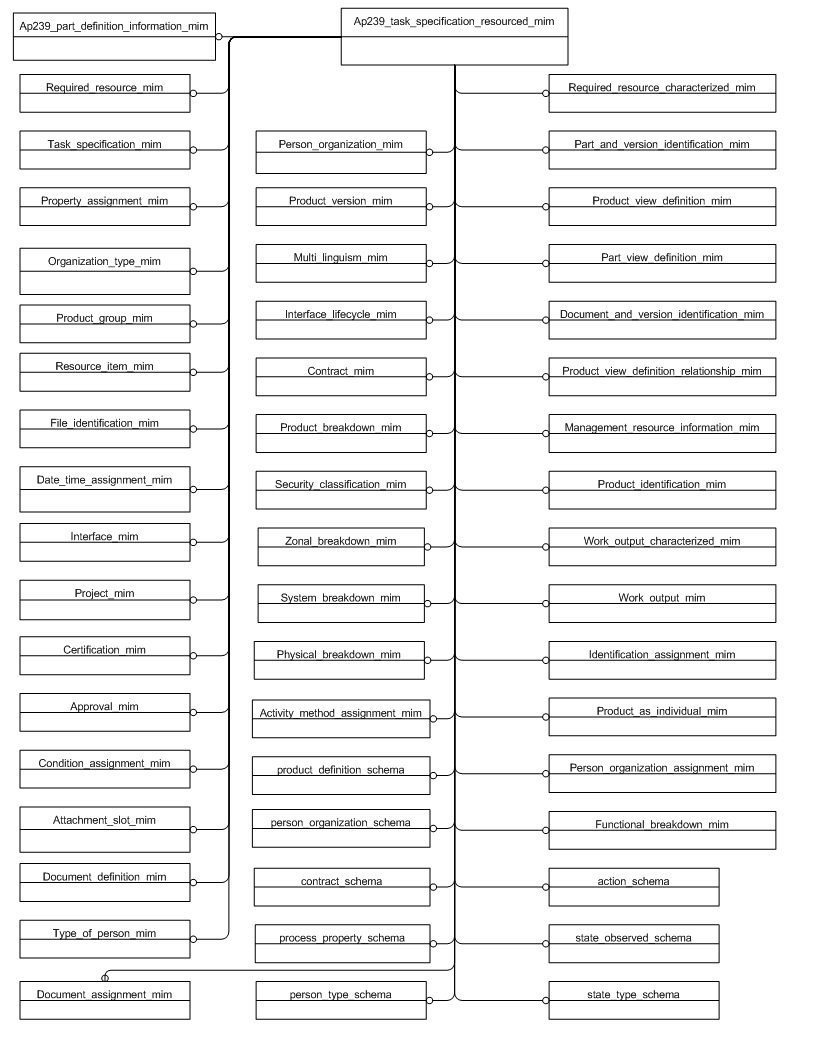 Ap239_part_definition_information_mim
Ap239_task_specification_resourced_mim
Required_resource_mim
Task_specification_mim
Property_assignment_mim
Organization_type_mim
Product_group_mim
Resource_item_mim
File_identification_mim
Date_time_assignment_mim
Interface_mim
Project_mim
Certification_mim
Approval_mim
Condition_assignment_mim
Attachment_slot_mim
Document_definition_mim
Type_of_person_mim
Document_assignment_mim
Person_organization_mim
Product_version_mim
Multi_linguism_mim
Interface_lifecycle_mim
Contract_mim
Product_breakdown_mim
Security_classification_mim
Zonal_breakdown_mim
System_breakdown_mim
Physical_breakdown_mim
Activity_method_assignment_mim
product_definition_schema
person_organization_schema
contract_schema
process_property_schema
person_type_schema
Required_resource_characterized_mim
Part_and_version_identification_mim
Product_view_definition_mim
Part_view_definition_mim
Document_and_version_identification_mim
Product_view_definition_relationship_mim
Management_resource_information_mim
Product_identification_mim
Work_output_characterized_mim
Work_output_mim
Identification_assignment_mim
Product_as_individual_mim
Person_organization_assignment_mim
Functional_breakdown_mim
action_schema
state_observed_schema
state_type_schema